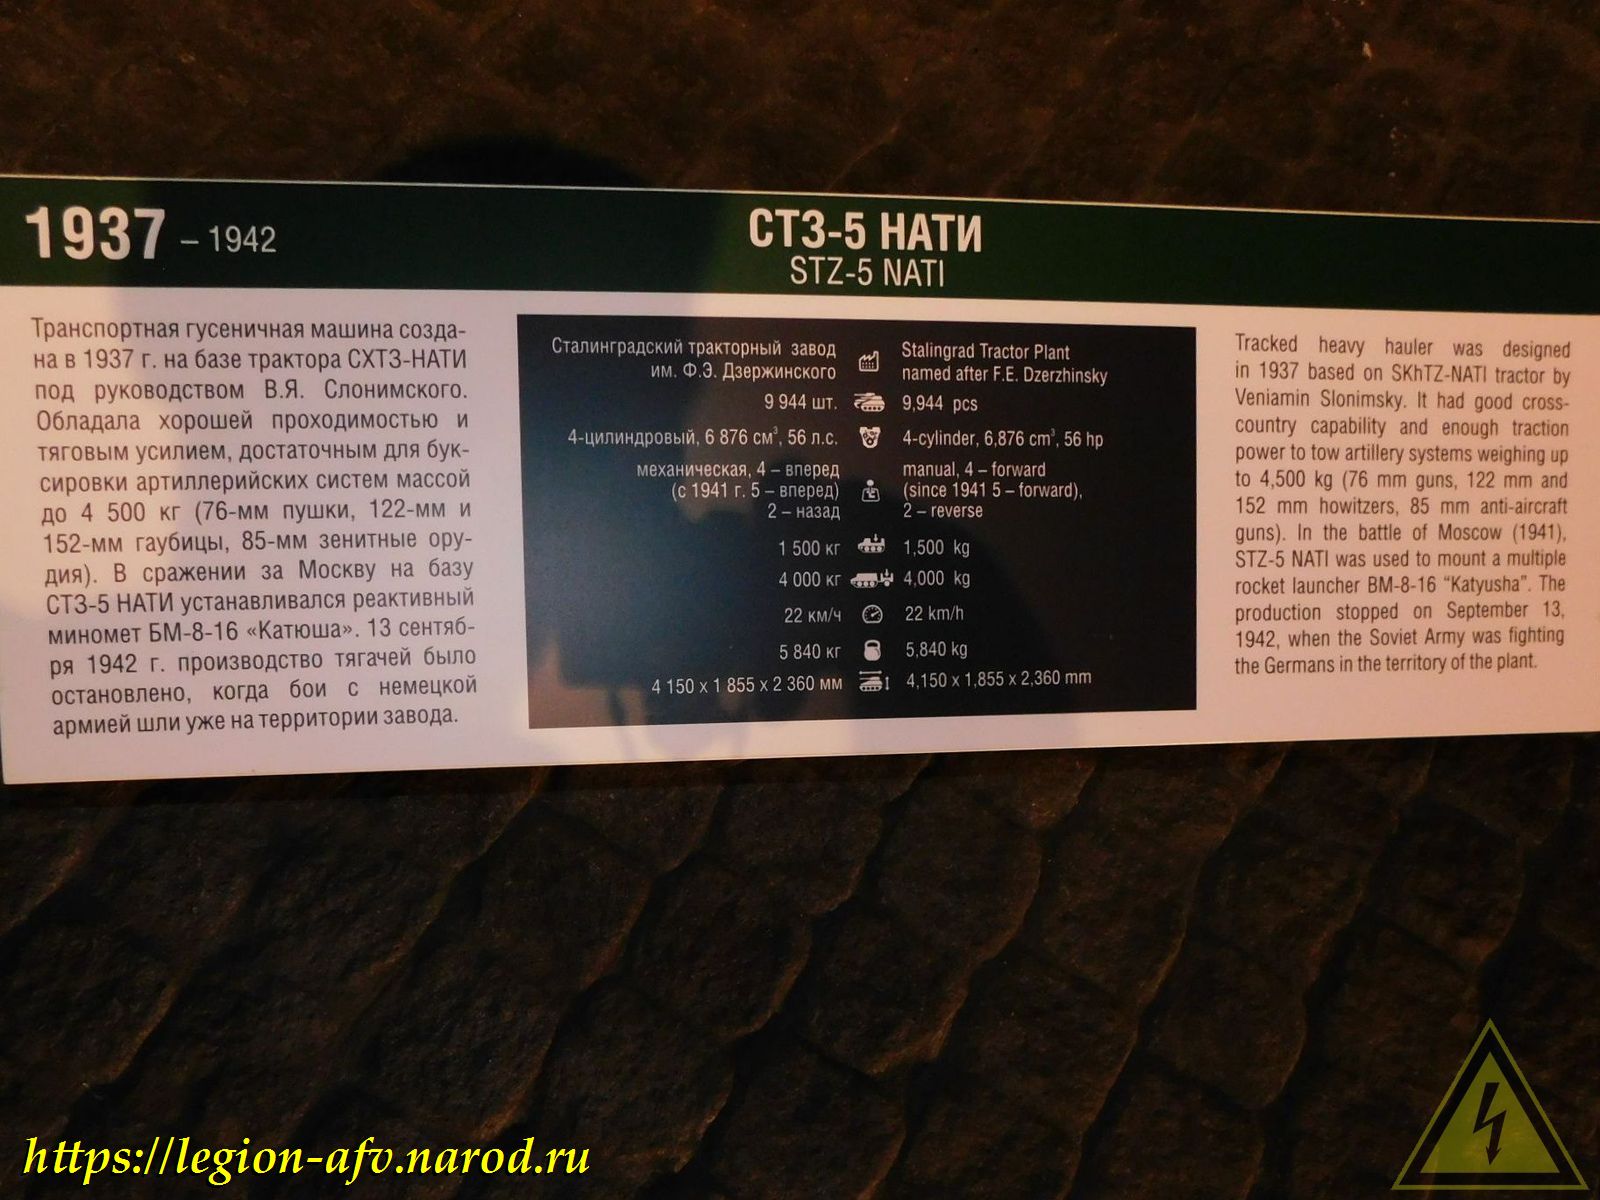 1937 – 1942
СТЗ-5 НАТИ
STZ-5 NATI
Транспортная гусеничная машина созда-
на в 1937 г. на базе трактора СХТЗ-НАТИ
под руководством В.Я. Слонимского.
Обладала хорошей проходимостью и
тяговым усилием, достаточным для бук-
сировки артиллерийских систем массой
до 4 500 кг (76-мм пушки, 122-мм и
152-мм гаубицы, 85-мм зенитные ору-
дия). В сражении за Москву на базу
СТЗ-5 НАТИ устанавливался реактивный
миномет БМ-8-16 «Катюша». 13 сентяб-
ря 1942 г. производство тягачей было
остановлено, когда бои с немецкой
армией шли уже на территории завода.
Сталинградский тракторный завод
им. Ф.Э. Дзержинского
9 944 шт.
4-цилиндровый, 6 876 см³, 56 л.с.
механическая, 4 – вперед
(с 1941 г. 5 – вперед)
2 – назад
1 500 кг
4 000 кг
22 км/ч
5 840 кг
4 150 x 1 855 x 2 360 мм
Stalingrad Tractor Plant
named after F.E. Dzerzhinsky
9,944 pcs
4-cylinder, 6,876 cm³, 56 hp
manual, 4 – forward
(since 1941 5 – forward),
2 – reverse
1,500 kg
4,000 kg
22 km/h
5,840 kg
4,150 x 1,855 x 2,360 mm
Tracked heavy hauler was designed
in 1937 based on SKhTZ-NATI tractor by
Veniamin Slonimsky. It had good cross-
country capability and enough traction
power to tow artillery systems weighing up
to 4,500 kg (76 mm guns, 122 mm and
152 mm howitzers, 85 mm anti-aircraft
guns). In the battle of Moscow (1941),
STZ-5 NATI was used to mount a multiple
rocket launcher BM-8-16 “Katyusha”. The
production stopped on September 13,
1942, when the Soviet Army was fighting
the Germans in the territory of the plant.
https://legion-afv.narod.ru